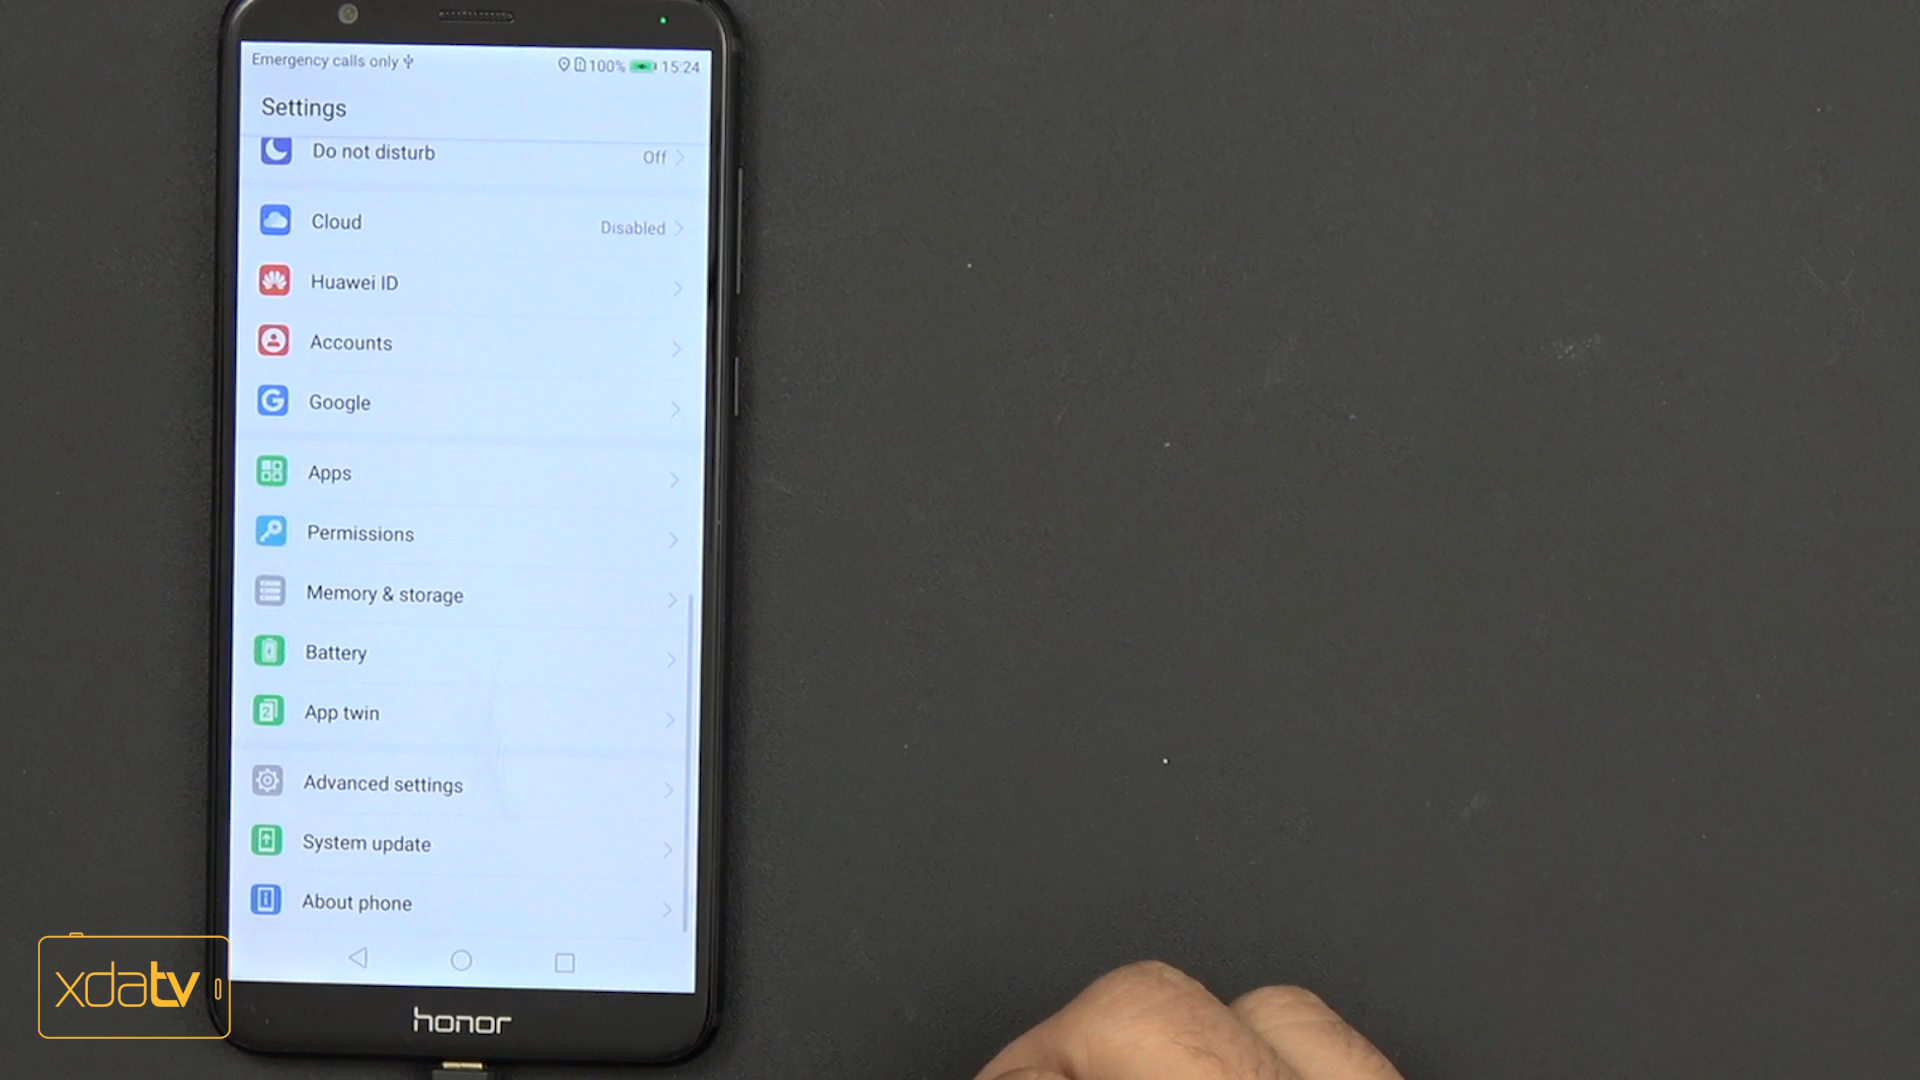 Emergency calls only
100% 15:24
Settings
Do not disturb
Off
Cloud
Disabled
Huawei ID
Accounts
Google
Apps
Permissions
Memory & storage
Battery
App twin
Advanced settings
System update
About phone
xdatv
honor